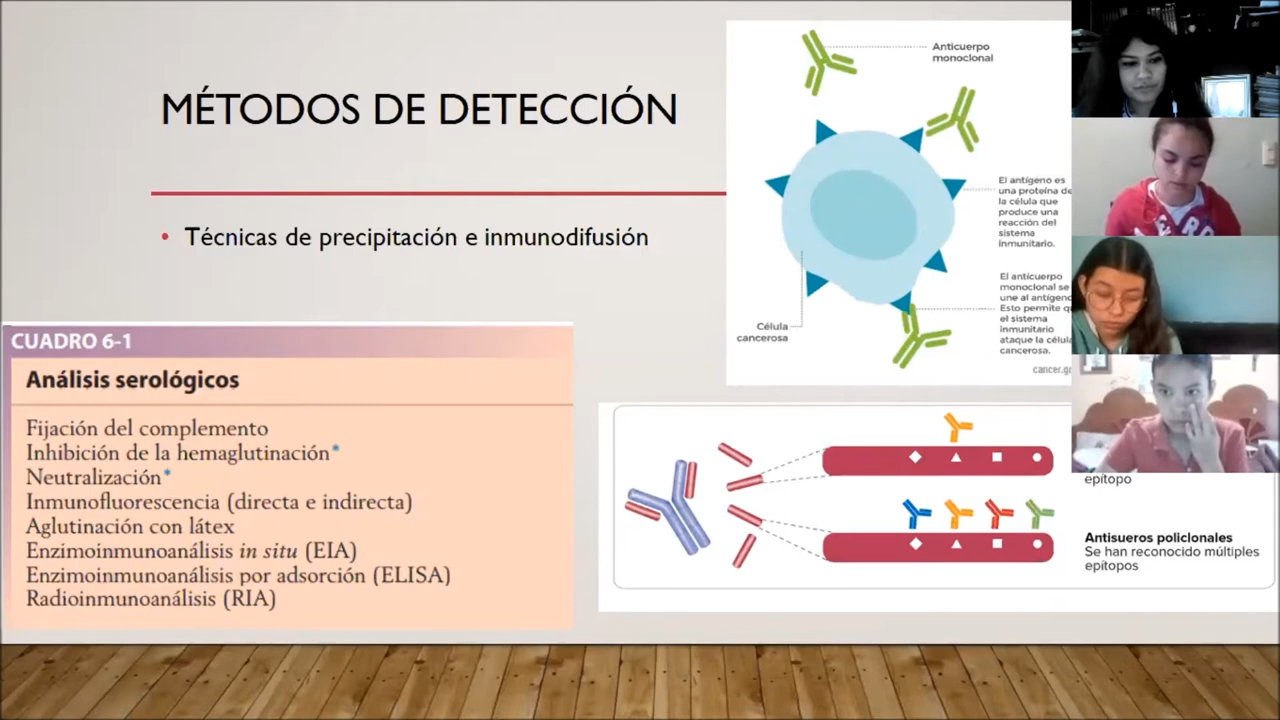 MÉTODOS DE DETECCIÓN
• Técnicas de precipitación e inmunodifusión
CUADRO 6-1
Análisis serológicos
Fijación del complemento
Inhibición de la hemaglutinación*
Neutralización*
Inmunofluorescencia (directa e indirecta)
Aglutinación con látex
Enzimoinmunoanálisis in situ (EIA)
Enzimoinmunoanálisis por adsorción (ELISA)
Radioinmunoanálisis (RIA)
Anticuerpo
monoclonal
El antígeno es
una proteína de
la célula que
produce una
reacción del
sistema
inmunitario.
El anticuerpo
monoclonal se
une al antígeno
Esto permite
el sistema
inmunitario
ataque la célula
cancerosa.
Célula
cancerosa
epítopo
Antisueros policlonales
Se han reconocido múltiples
epítopos